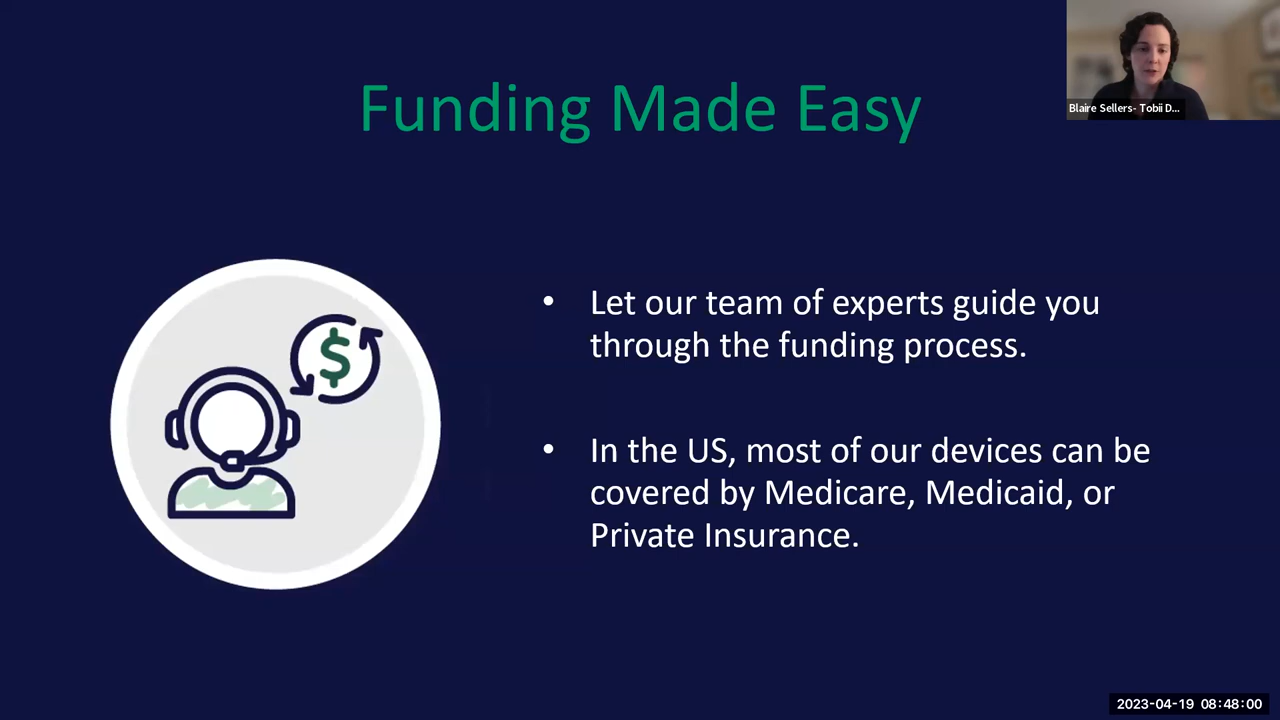 Funding Made Easy
Blaire Sellers- Tobii D...
$
• Let our team of experts guide you
through the funding process.
• In the US, most of our devices can be
covered by Medicare, Medicaid, or
Private Insurance.
2023-04-19 08:48:00